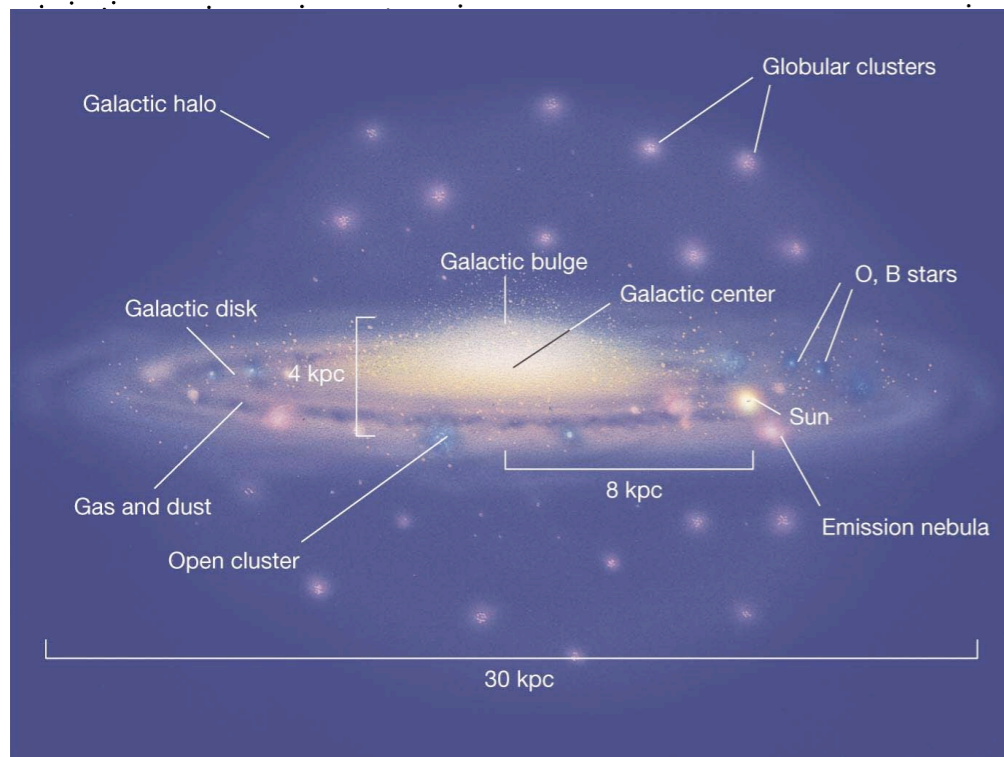 Globular clusters
Galactic halo
Galactic bulge
O, B stars
Galactic center
Galactic disk
4 kpc
Sun
8 kpc
Gas and dust
Emission nebula
Open cluster
30 kpc